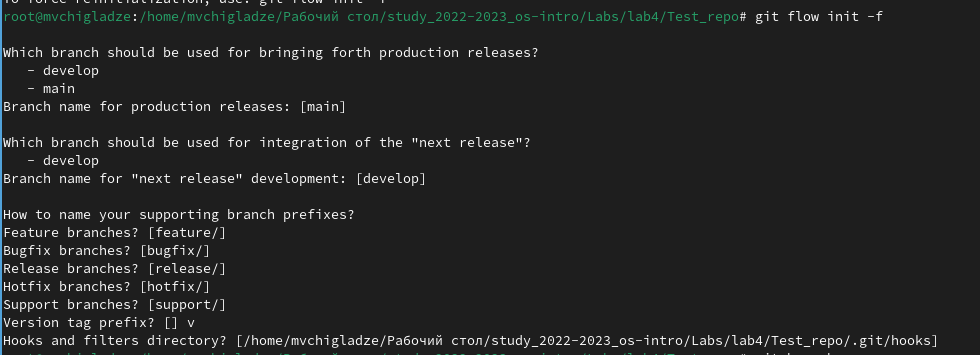 To force reinitialization, use: git flow init -f
root@mvchigladze:/home/mvchigladze/Рабочий стол/study_2022-2023_os-intro/Labs/lab4/Test_repo# git flow init -f
Which branch should be used for bringing forth production releases?
- develop
- main
Branch name for production releases: [main]
Which branch should be used for integration of the "next release"?
- develop
Branch name for "next release" development: [develop]
How to name your supporting branch prefixes?
Feature branches? [feature/]
Bugfix branches? [bugfix/]
Release branches? [release/]
Hotfix branches? [hotfix/]
Support branches? [support/]
Version tag prefix? [] v
Hooks and filters directory? [/home/mvchigladze/Рабочий стол/study_2022-2023_os-intro/Labs/lab4/Test_repo/.git/hooks]